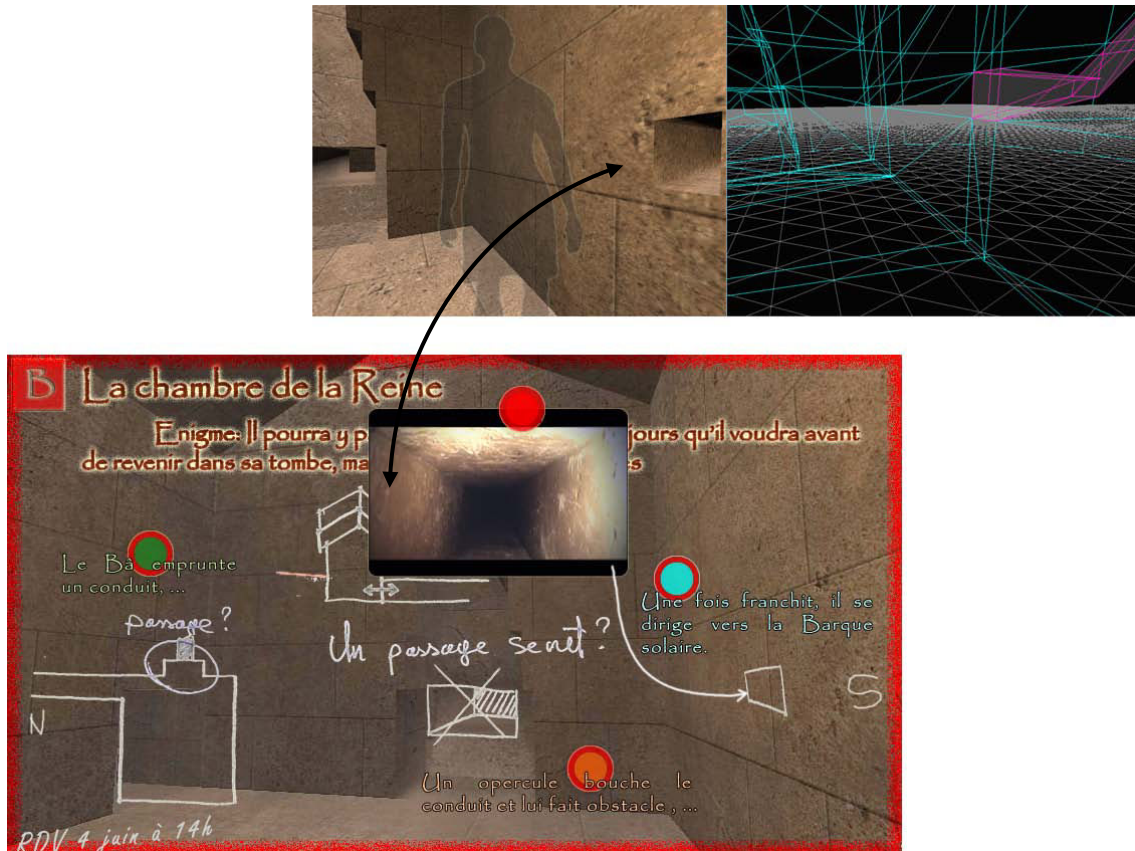 B
La chambre de la Reine
Enigme: Il pourra y p jours qu'il voudra avant
de revenir dans sa tombe, ma s
Le Bâ emprunte
un conduit, ...
passage?
Un passage secret?
Une fois franchit, il se
dirige vers la Barque
solaire.
N
S
Un opercule bouche le
conduit et lui fait obstacle , ...
RDV 4 juin à 14h